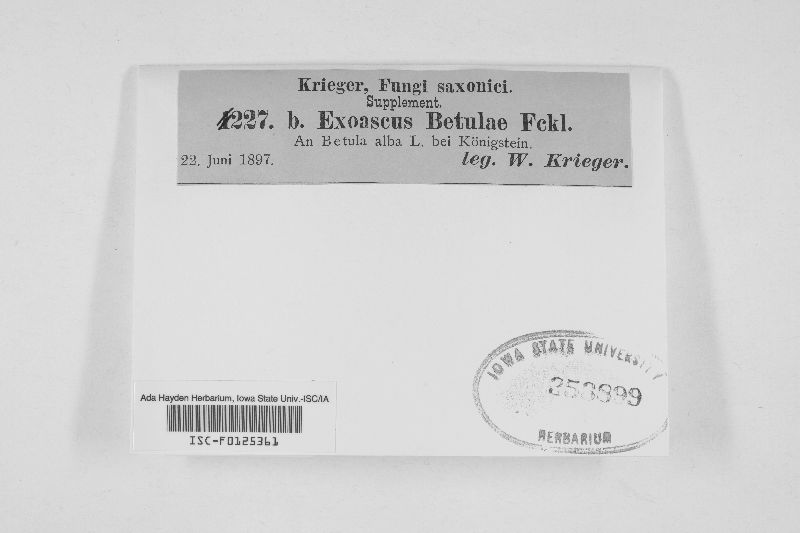 Krieger, Fungi saxonici.
Supplement.
1227. b. Exoascus Betulae Fckl.
An Betula alba L. bei Königstein.
22. Juni 1897. leg. W. Krieger.
IOWA STATE UNIVERSITY
253899
HERBARIUM
Ada Hayden Herbarium, Iowa State Univ.-ISC/IA
ISC-F0125361